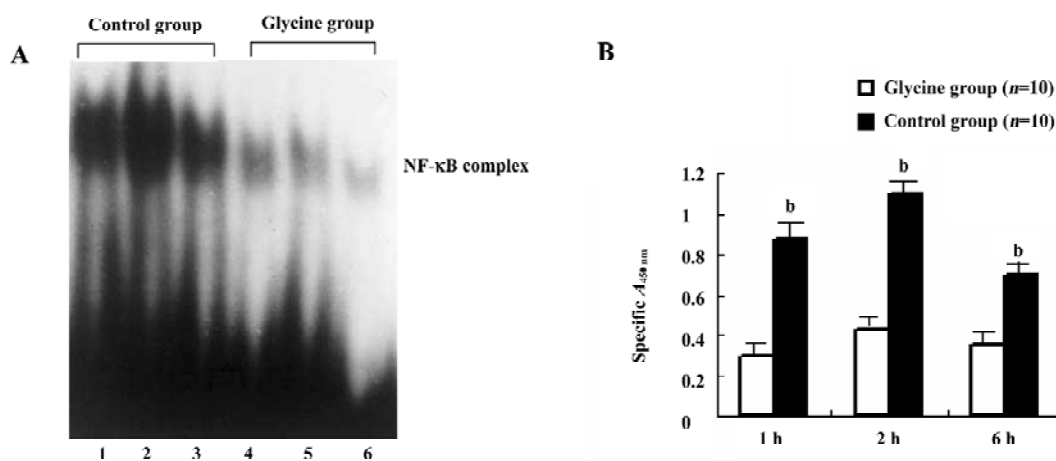 Control group
Glycine group
A
NF-κB complex
1 2 3 4 5 6
B
Glycine group (n=10)
Control group (n=10)
Specific A450 nm
1.2
1
0.8
0.6
0.4
0.2
0
b
b
b
1 h
2 h
6 h